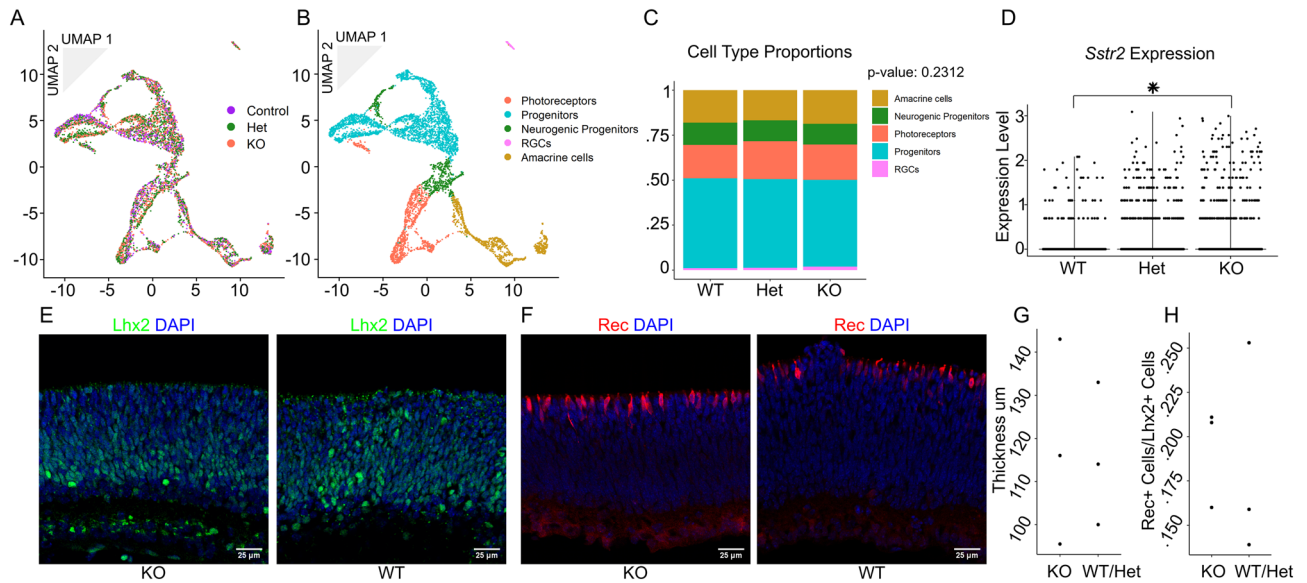 A
UMAP 1
UMAP 2
10
5
0
-5
-10
-10
-5
0
5
10
Control
Het
KO
B
UMAP 1
UMAP 2
10
5
0
-5
-10
-10
-5
0
5
10
Photoreceptors
Progenitors
Neurogenic Progenitors
RGCs
Amacrine cells
C
Cell Type Proportions
p-value: 0.2312
1
0.75
.50
.25
0
WT
Het
KO
Amacrine cells
Neurogenic Progenitors
Photoreceptors
Progenitors
RGCs
D
Sstr2 Expression
*
Expression Level
3
2
1
0
WT
Het
KO
E
Lhx2 DAPI
Lhx2 DAPI
25 µm
25 µm
KO
WT
F
Rec DAPI
Rec DAPI
25 µm
25 µm
KO
WT
G
Thickness um
140
130
120
110
100
KO
WT/Het
H
Rec+ Cells/Lhx2+ Cells
.250
.225
.200
.175
.150
KO
WT/Het